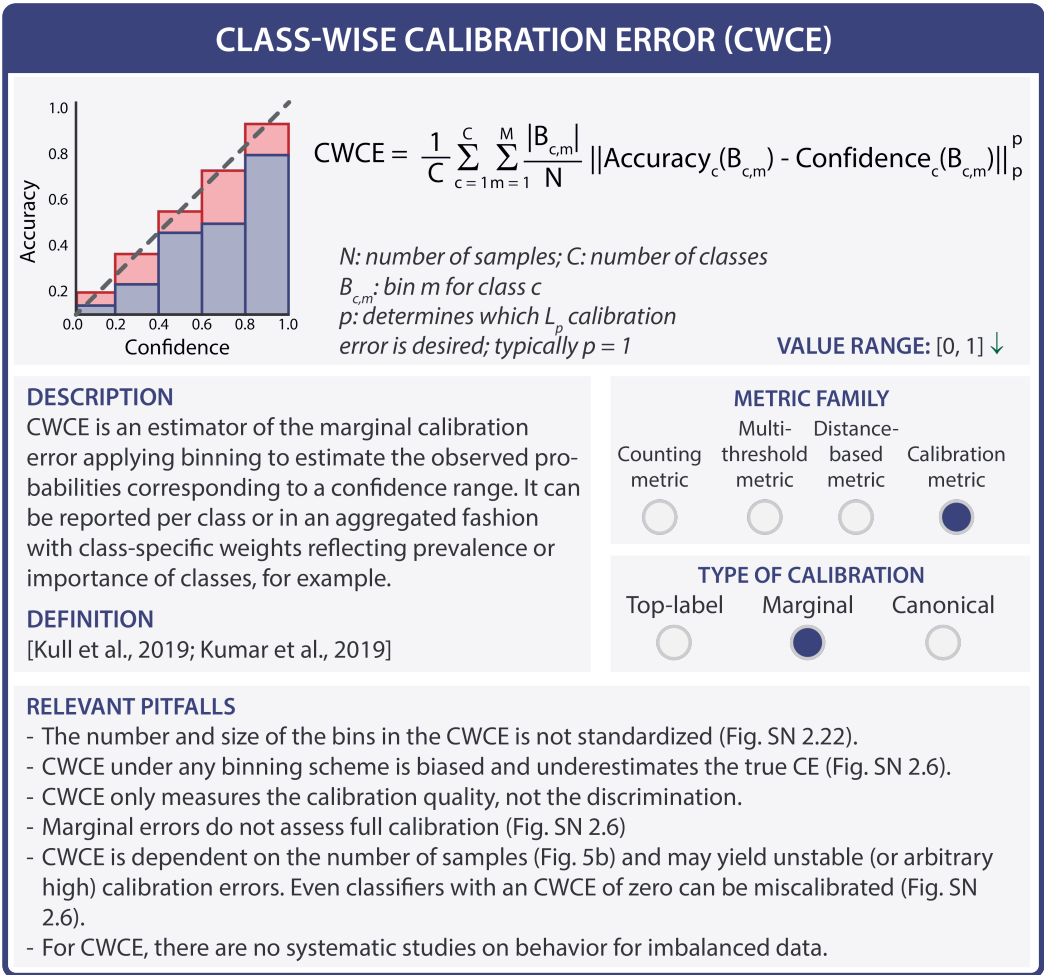 CLASS-WISE CALIBRATION ERROR (CWCE)
1.0
0.8
0.6
0.4
0.2
Accuracy
0.0 0.2 0.4 0.6 0.8 1.0
Confidence
CWCE = 1/C C∑c = 1 M∑m = 1 |B_c,m|/N ||Accuracy_c(B_c,m) - Confidence_c(B_c,m)||_p^p
N: number of samples; C: number of classes
B_c,m: bin m for class c
p: determines which L_p calibration
error is desired; typically p = 1
VALUE RANGE: [0, 1] ↓
DESCRIPTION
CWCE is an estimator of the marginal calibration
error applying binning to estimate the observed pro-
babilities corresponding to a confidence range. It can
be reported per class or in an aggregated fashion
with class-specific weights reflecting prevalence or
importance of classes, for example.
DEFINITION
[Kull et al., 2019; Kumar et al., 2019]
METRIC FAMILY
Counting
metric
Multi-
threshold
metric
Distance-
based
metric
Calibration
metric
TYPE OF CALIBRATION
Top-label Marginal Canonical
RELEVANT PITFALLS
- The number and size of the bins in the CWCE is not standardized (Fig. SN 2.22).
- CWCE under any binning scheme is biased and underestimates the true CE (Fig. SN 2.6).
- CWCE only measures the calibration quality, not the discrimination.
- Marginal errors do not assess full calibration (Fig. SN 2.6)
- CWCE is dependent on the number of samples (Fig. 5b) and may yield unstable (or arbitrary
high) calibration errors. Even classifiers with an CWCE of zero can be miscalibrated (Fig. SN
2.6).
- For CWCE, there are no systematic studies on behavior for imbalanced data.